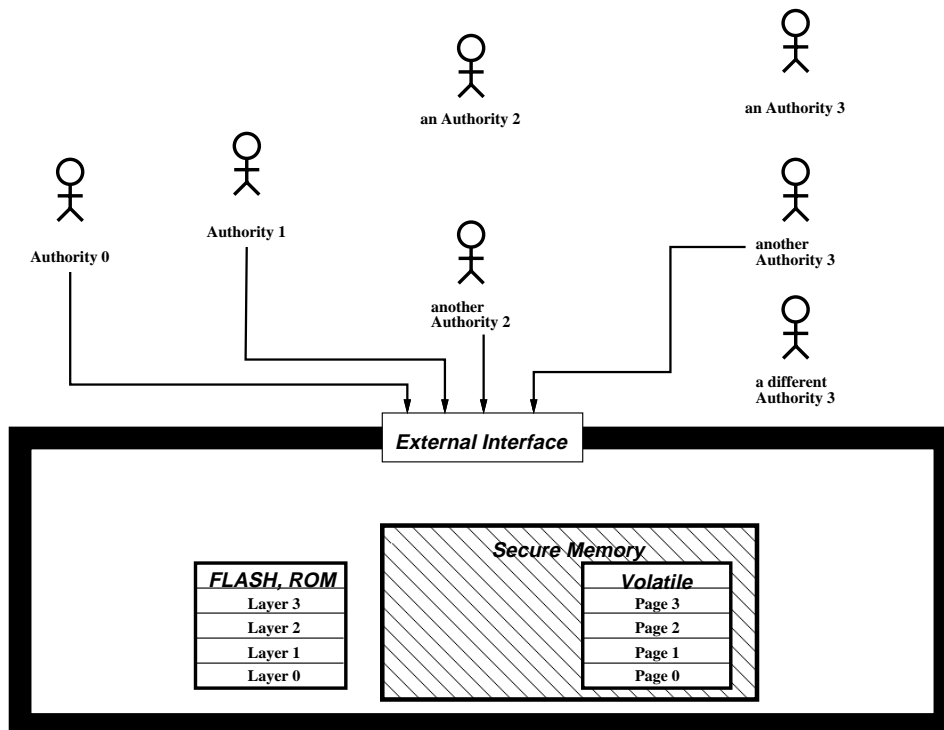 an Authority 2
an Authority 3
Authority 0
Authority 1
another
Authority 2
another
Authority 3
a different
Authority 3
External Interface
Secure Memory
FLASH, ROM
Layer 3
Layer 2
Layer 1
Layer 0
Volatile
Page 3
Page 2
Page 1
Page 0